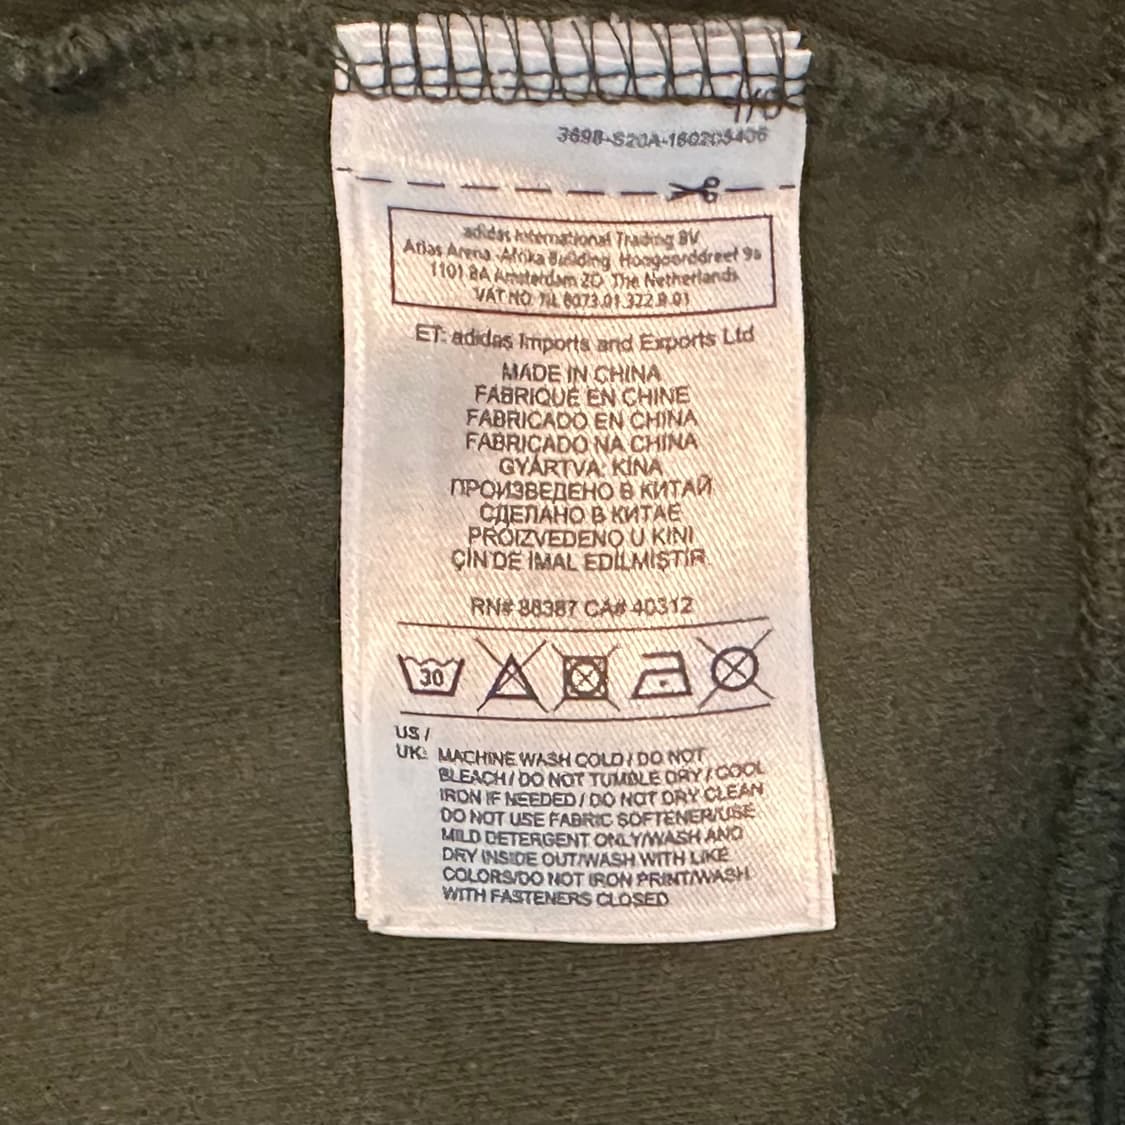 3698-S20A-160205406
adidas International Trading BV
Atlas Arena -Afrika Building Hoogoorddreef 9a
1101 BA Amsterdam ZO The Netherlands
VAT NO: NL 8073.01.322.B.01
ET: adidas Imports and Exports Ltd
MADE IN CHINA
FABRIQUÉ EN CHINE
FABRICADO EN CHINA
FABRICADO NA CHINA
GYÁRTVA: KÍNA
ПРОИЗВЕДЕНО В КИТАЙ
СДЕЛАНО В КИТАЕ
PROIZVEDENO U KINI
ÇİN'DE İMAL EDİLMİŞTİR.
RN# 88387 CA# 40312
30
US /
UK: MACHINE WASH COLD / DO NOT
BLEACH / DO NOT TUMBLE DRY / COOL
IRON IF NEEDED / DO NOT DRY CLEAN
DO NOT USE FABRIC SOFTENER/USE
MILD DETERGENT ONLY/WASH AND
DRY INSIDE OUT/WASH WITH LIKE
COLORS/DO NOT IRON PRINT/WASH
WITH FASTENERS CLOSED